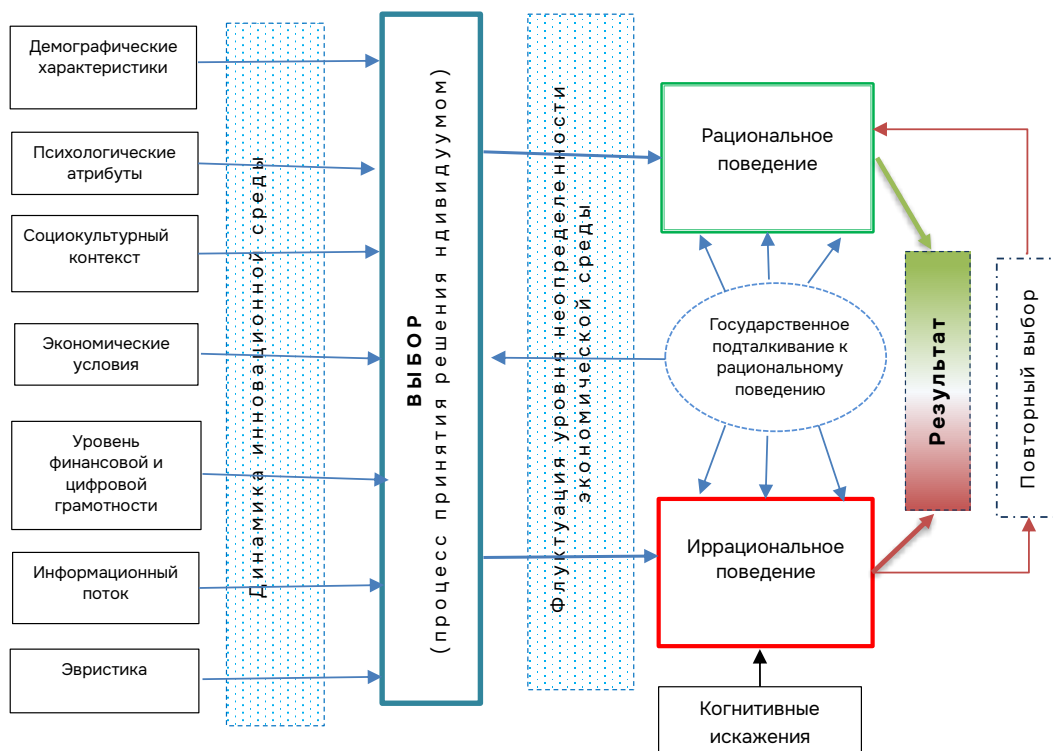 Демографические
характеристики
Психологические
атрибуты
Социокультурный
контекст
Экономические
условия
Уровень
финансовой и
цифровой
грамотности
Информационный
поток
Эвристика
Динамика инновационной среды
ВЫБОР
(процесс принятия решения ндивидуумом)
Флуктуация уровня неопределенности
экономической среды
Рациональное
поведение
Государственное
подталкивание к
рациональному
поведению
Иррациональное
поведение
Когнитивные
искажения
Результат
Повторный выбор